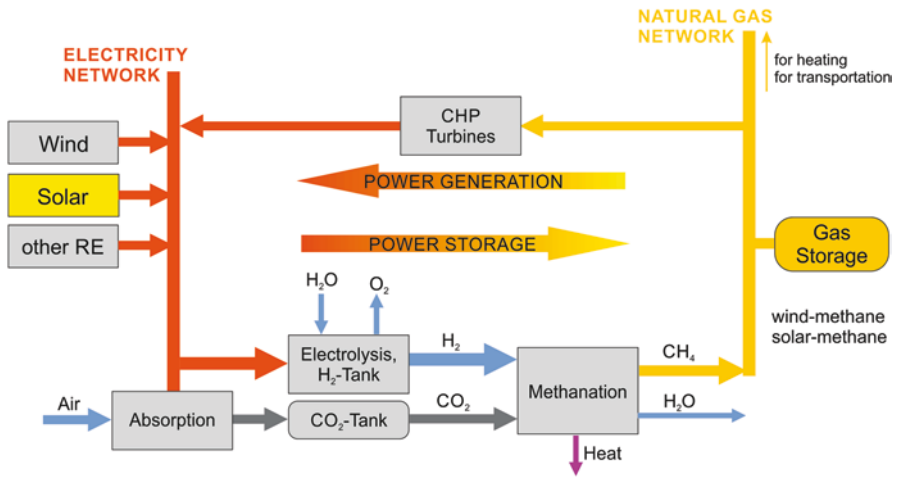 NATURAL GAS
NETWORK
for heating
for transportation
ELECTRICITY
NETWORK
CHP
Turbines
Wind
POWER GENERATION
Solar
other RE
POWER STORAGE
Gas
Storage
H₂O
O₂
wind-methane
solar-methane
Electrolysis,
H₂-Tank
H₂
CH₄
Methanation
Air
Absorption
CO₂-Tank
CO₂
H₂O
Heat